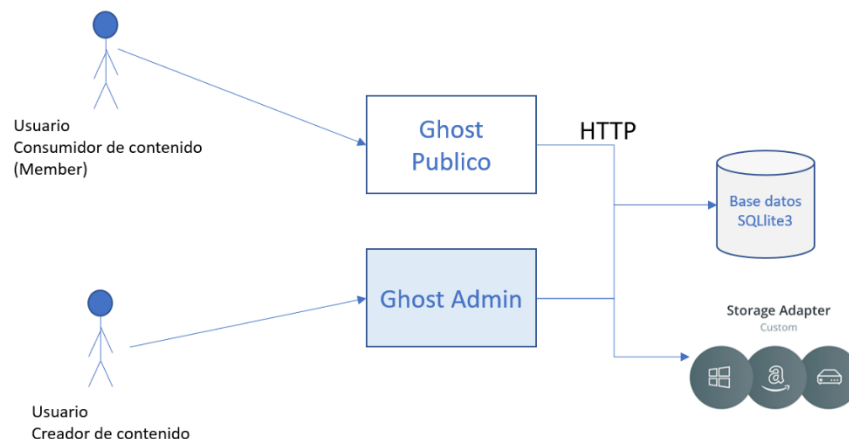 Usuario
Consumidor de contenido
(Member)
Ghost
Publico
HTTP
Base datos
SQLlite3
Ghost Admin
Storage Adapter
Custom
a
Usuario
Creador de contenido